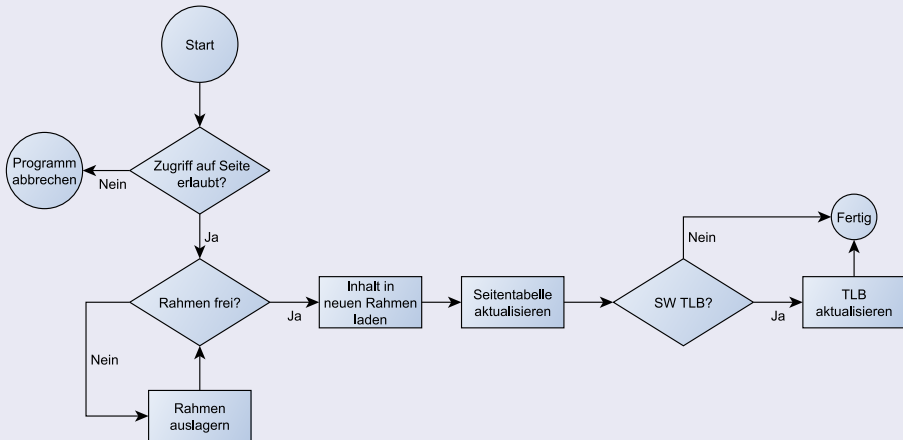 Start
Zugriff auf Seite
erlaubt?
Nein
Programm
abbrechen
Ja
Rahmen frei?
Nein
Rahmen
auslagern
Ja
Inhalt in
neuen Rahmen
laden
Seitentabelle
aktualisieren
SW TLB?
Nein
Fertig
Ja
TLB
aktualisieren